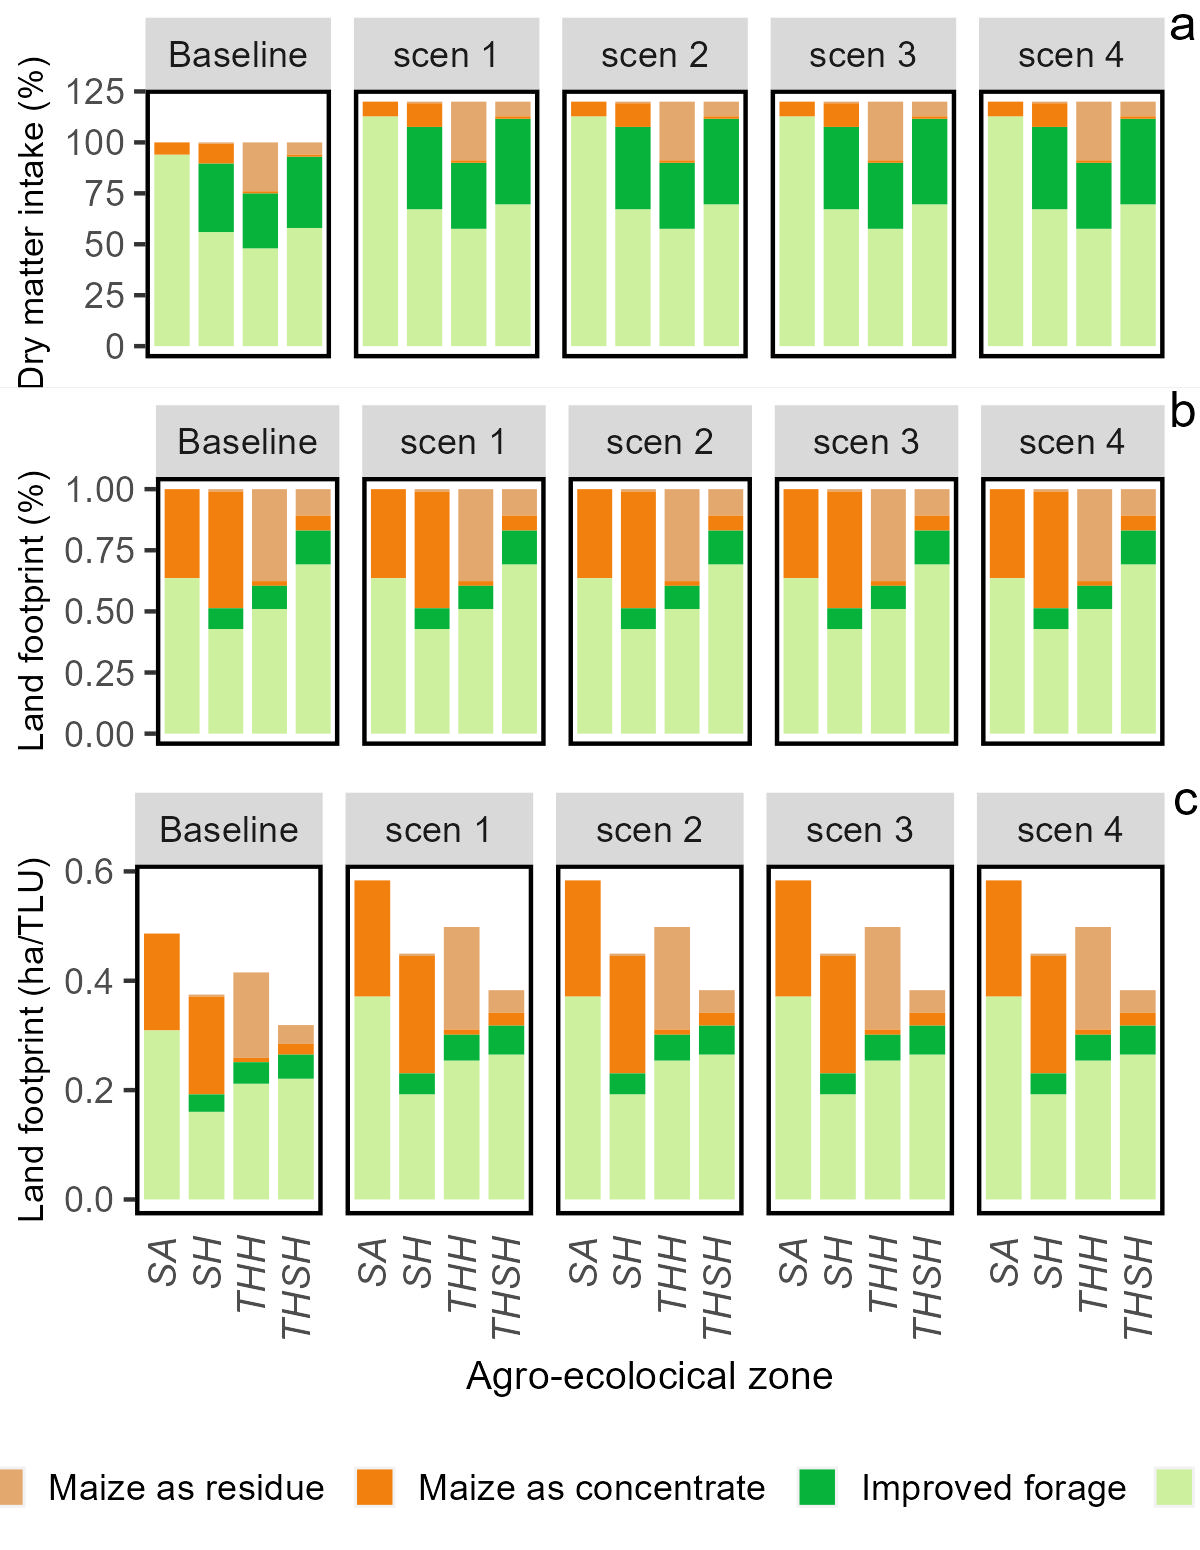 a
Baseline scen 1 scen 2 scen 3 scen 4
Dry matter intake (%)
125
100
75
50
25
0
b
Baseline scen 1 scen 2 scen 3 scen 4
Land footprint (%)
1.00
0.75
0.50
0.25
0.00
c
Baseline scen 1 scen 2 scen 3 scen 4
Land footprint (ha/TLU)
0.6
0.4
0.2
0.0
SA SH THH THSH SA SH THH THSH SA SH THH THSH SA SH THH THSH SA SH THH THSH
Agro-ecolocical zone
Maize as residue Maize as concentrate Improved forage